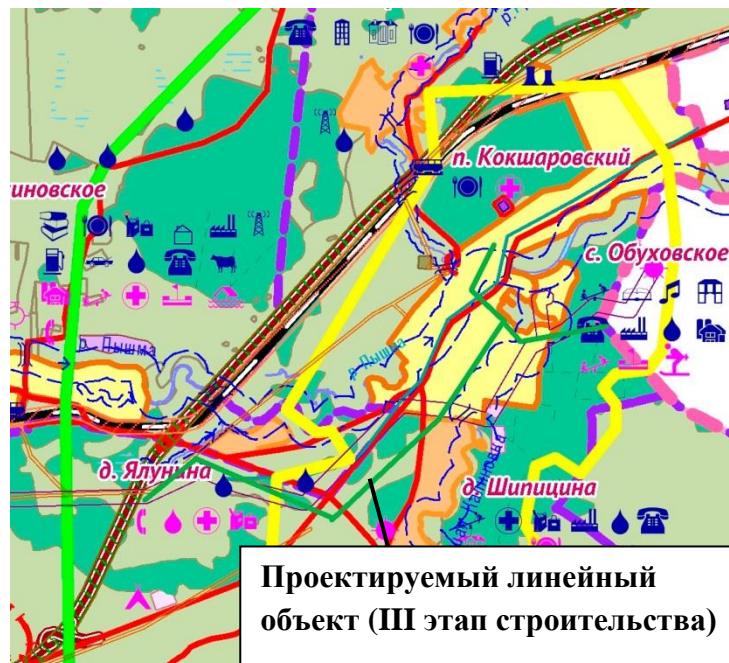 п. Кокшаровский
иновское
с. Обуховское
р. Пышма
р. Пышма
д. Ялунина
д. Шипицина
Проектируемый линейный
объект (III этап строительства)